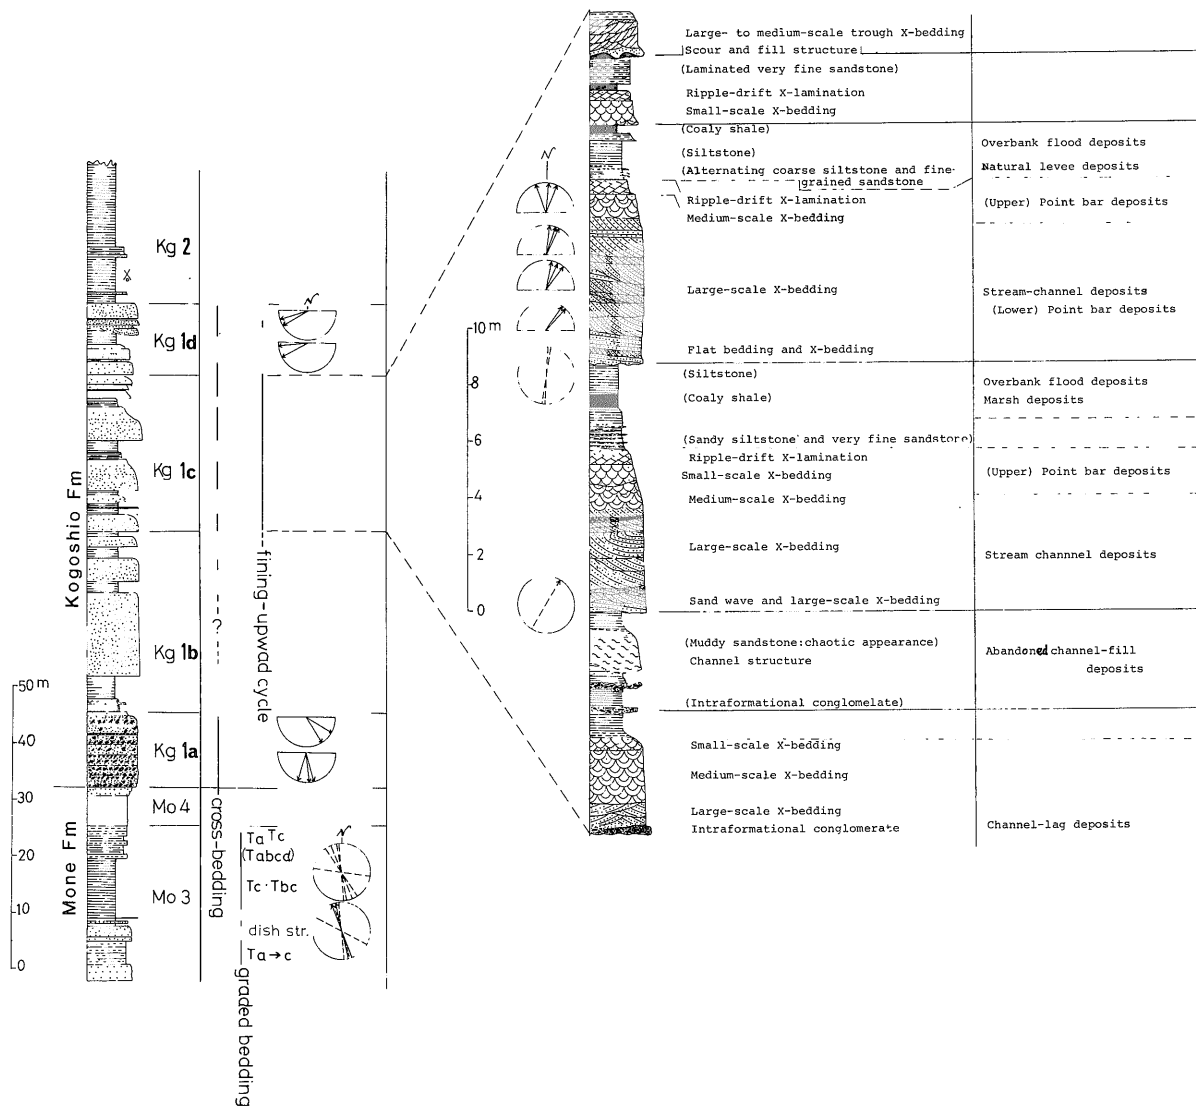 Kogoshio Fm
Mone Fm
Kg 2
Kg 1d
Kg 1c
Kg 1b
Kg 1a
Mo 4
Mo 3
50 m
40
30
20
10
0
?
cross-bedding
fining-upwad cycle
graded bedding
N
N
Ta Tc
(Tabcd)
Tc · Tbc
dish str.
Ta→c
N
10 m
8
6
4
2
0
Large- to medium-scale trough X-bedding
Scour and fill structure
(Laminated very fine sandstone)
Ripple-drift X-lamination
Small-scale X-bedding
(Coaly shale)
(Siltstone)
(Alternating coarse siltstone and fine-
grained sandstone
Ripple-drift X-lamination
Medium-scale X-bedding
Large-scale X-bedding
Flat bedding and X-bedding
(Siltstone)
(Coaly shale)
(Sandy siltstone and very fine sandstone)
Ripple-drift X-lamination
Small-scale X-bedding
Medium-scale X-bedding
Large-scale X-bedding
Sand wave and large-scale X-bedding
(Muddy sandstone:chaotic appearance)
Channel structure
(Intraformational conglomelate)
Small-scale X-bedding
Medium-scale X-bedding
Large-scale X-bedding
Intraformational conglomerate
Overbank flood deposits
Natural levee deposits
(Upper) Point bar deposits
Stream-channel deposits
(Lower) Point bar deposits
Overbank flood deposits
Marsh deposits
(Upper) Point bar deposits
Stream channnel deposits
Abandoned channel-fill
deposits
Channel-lag deposits